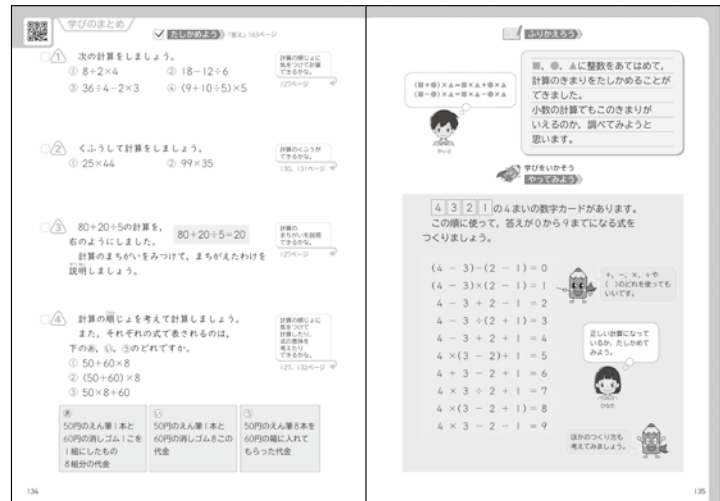 学びのまとめ
たしかめよう 「答え」165ページ
1 次の計算をしましょう。
① 8+2×4 ② 18-12÷6
③ 36÷4-2×3 ④ (9+10÷5)×5
計算の順じょに
気をつけて計算
できるかな。
127ページ
2 くふうして計算をしましょう。
① 25×44 ② 99×35
計算のくふうが
できるかな。
130、131ページ
3 80+20÷5の計算を、
右のようにしました。
80+20÷5=20
計算のまちがいをみつけて、まちがえたわけを
説明しましょう。
計算の
まちがいを説明
できるかな。
127ページ
4 計算の順じょを考えて計算しましょう。
また、それぞれの式で表されるのは、
下のあ、い、うのどれですか。
① 50+60×8
② (50+60)×8
③ 50×8+60
計算の順じょに
気をつけて
計算したり、
式の意味を
考えたり
できるかな。
127、132ページ
あ
50円のえん筆1本と
60円の消しゴム1こを
1組にしたもの
8組分の代金
い
50円のえん筆1本と
60円の消しゴム8この
代金
う
50円のえん筆8本を
60円の箱に入れて
もらった代金
134
ふりかえろう
(■+●)×▲=■×▲+●×▲
(■-●)×▲=■×▲-●×▲
かいと
■、●、▲に整数をあてはめて、
計算のきまりをたしかめることが
できました。
小数の計算でもこのきまりが
いえるのか、調べてみようと
思います。
学びをいかそう
やってみよう
4 3 2 1 の4まいの数字カードがあります。
この順に使って、答えが0から9までになる式を
つくりましょう。
(4 - 3)-(2 - 1)= 0
(4 - 3)×(2 - 1)= 1
4 - 3 + 2 - 1 = 2
4 - 3 ÷(2 + 1)= 3
4 - 3 + 2 + 1 = 4
4 ×(3 - 2)+ 1 = 5
4 + 3 - 2 + 1 = 6
4 × 3 ÷ 2 + 1 = 7
4 ×(3 - 2 + 1)= 8
4 × 3 - 2 - 1 = 9
+、-、×、÷や
( )のどれを使っても
いいです。
正しい計算になって
いるか、たしかめて
みよう。
ひなた
ほかのつくり方も
考えてみましょう。
135